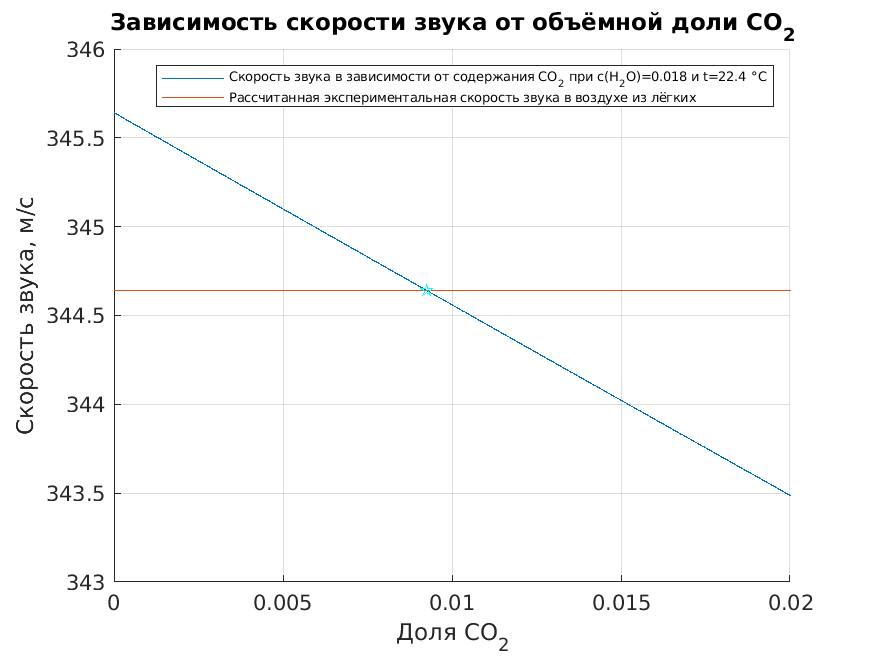 Зависимость скорости звука от объёмной доли CO₂
Скорость звука в зависимости от содержания CO₂ при c(H₂O)=0.018 и t=22.4 °C
Рассчитанная экспериментальная скорость звука в воздухе из лёгких
Скорость звука, м/с
346
345.5
345
344.5
344
343.5
343
0
0.005
0.01
0.015
0.02
Доля CO₂